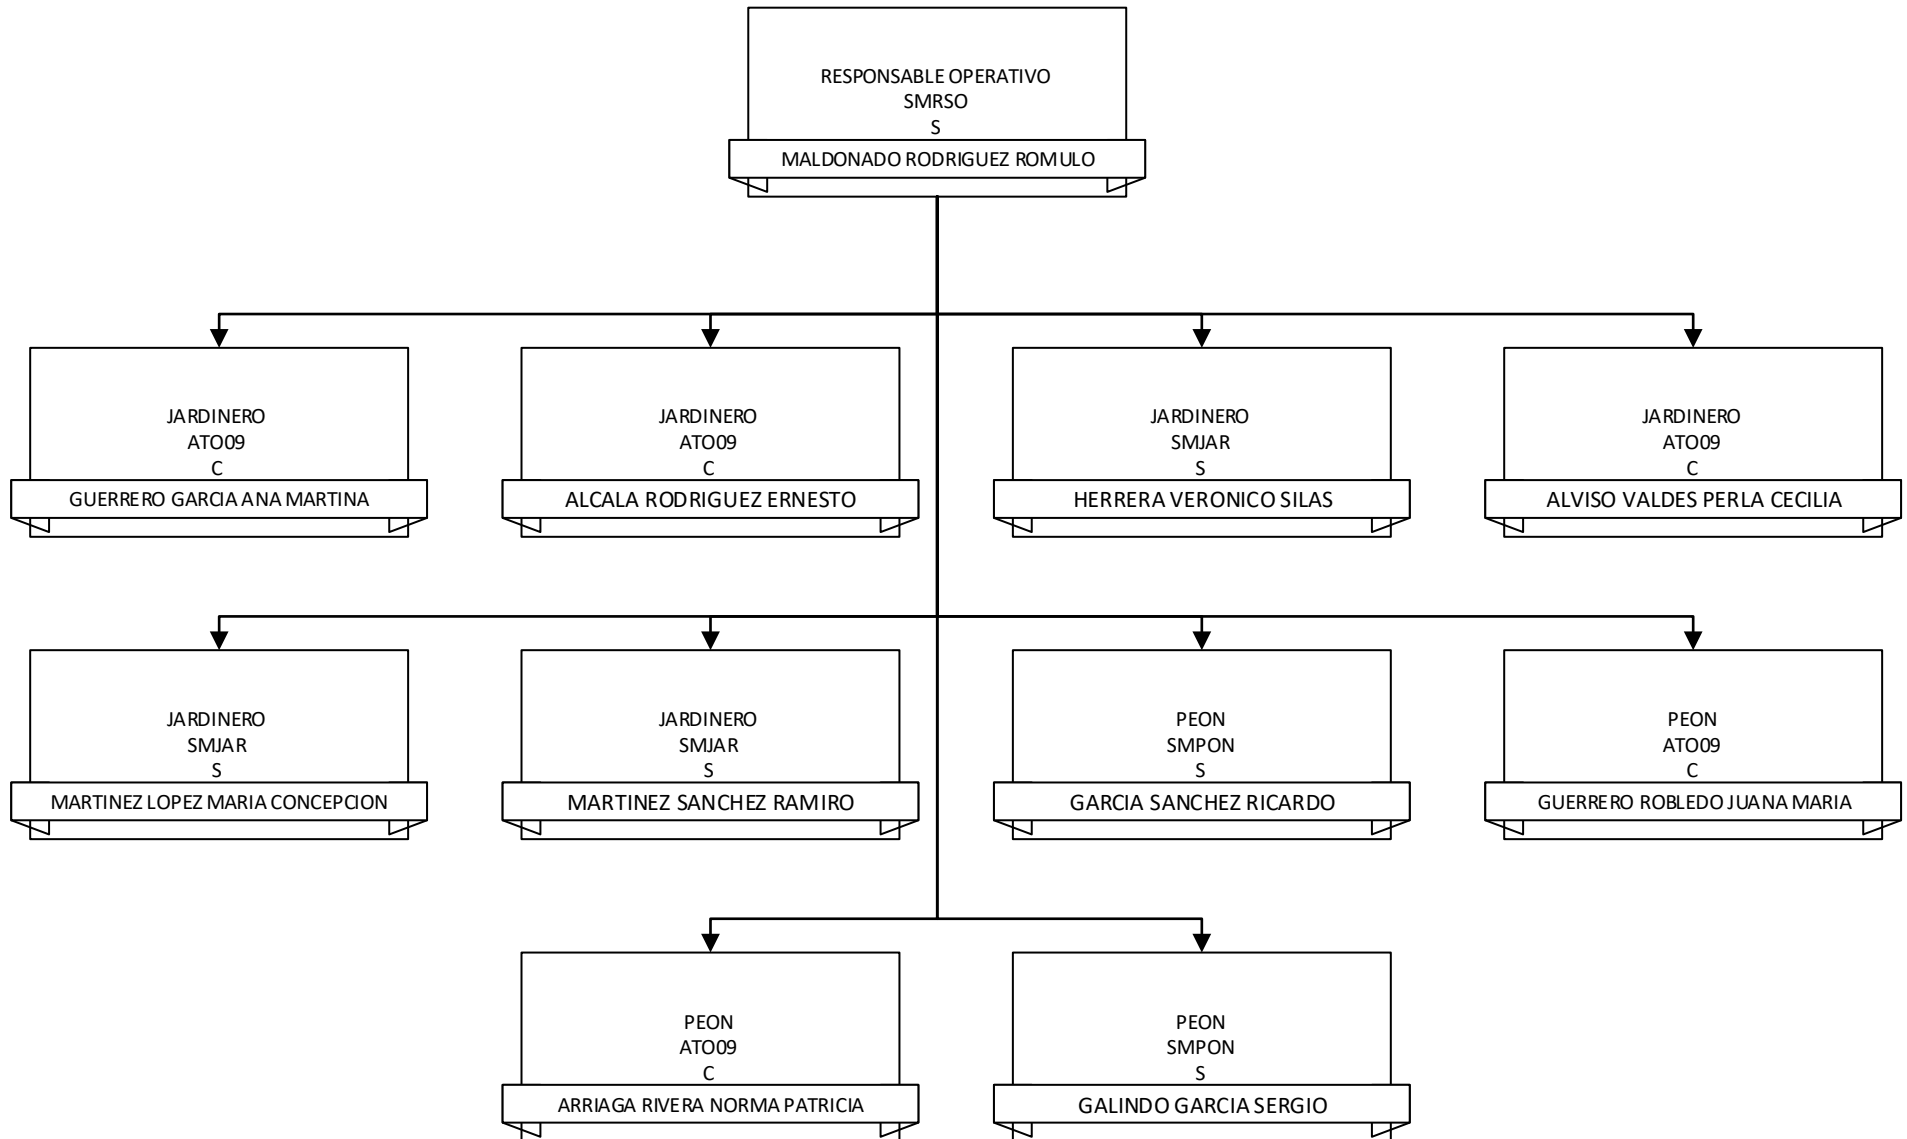 RESPONSABLE OPERATIVO
SMRSO
S
MALDONADO RODRIGUEZ ROMULO
JARDINERO
ATO09
C
GUERRERO GARCIA ANA MARTINA
JARDINERO
ATO09
C
ALCALA RODRIGUEZ ERNESTO
JARDINERO
SMJAR
S
HERRERA VERONICO SILAS
JARDINERO
ATO09
C
ALVISO VALDES PERLA CECILIA
JARDINERO
SMJAR
S
MARTINEZ LOPEZ MARIA CONCEPCION
JARDINERO
SMJAR
S
MARTINEZ SANCHEZ RAMIRO
PEON
SMPON
S
GARCIA SANCHEZ RICARDO
PEON
ATO09
C
GUERRERO ROBLEDO JUANA MARIA
PEON
ATO09
C
ARRIAGA RIVERA NORMA PATRICIA
PEON
SMPON
S
GALINDO GARCIA SERGIO